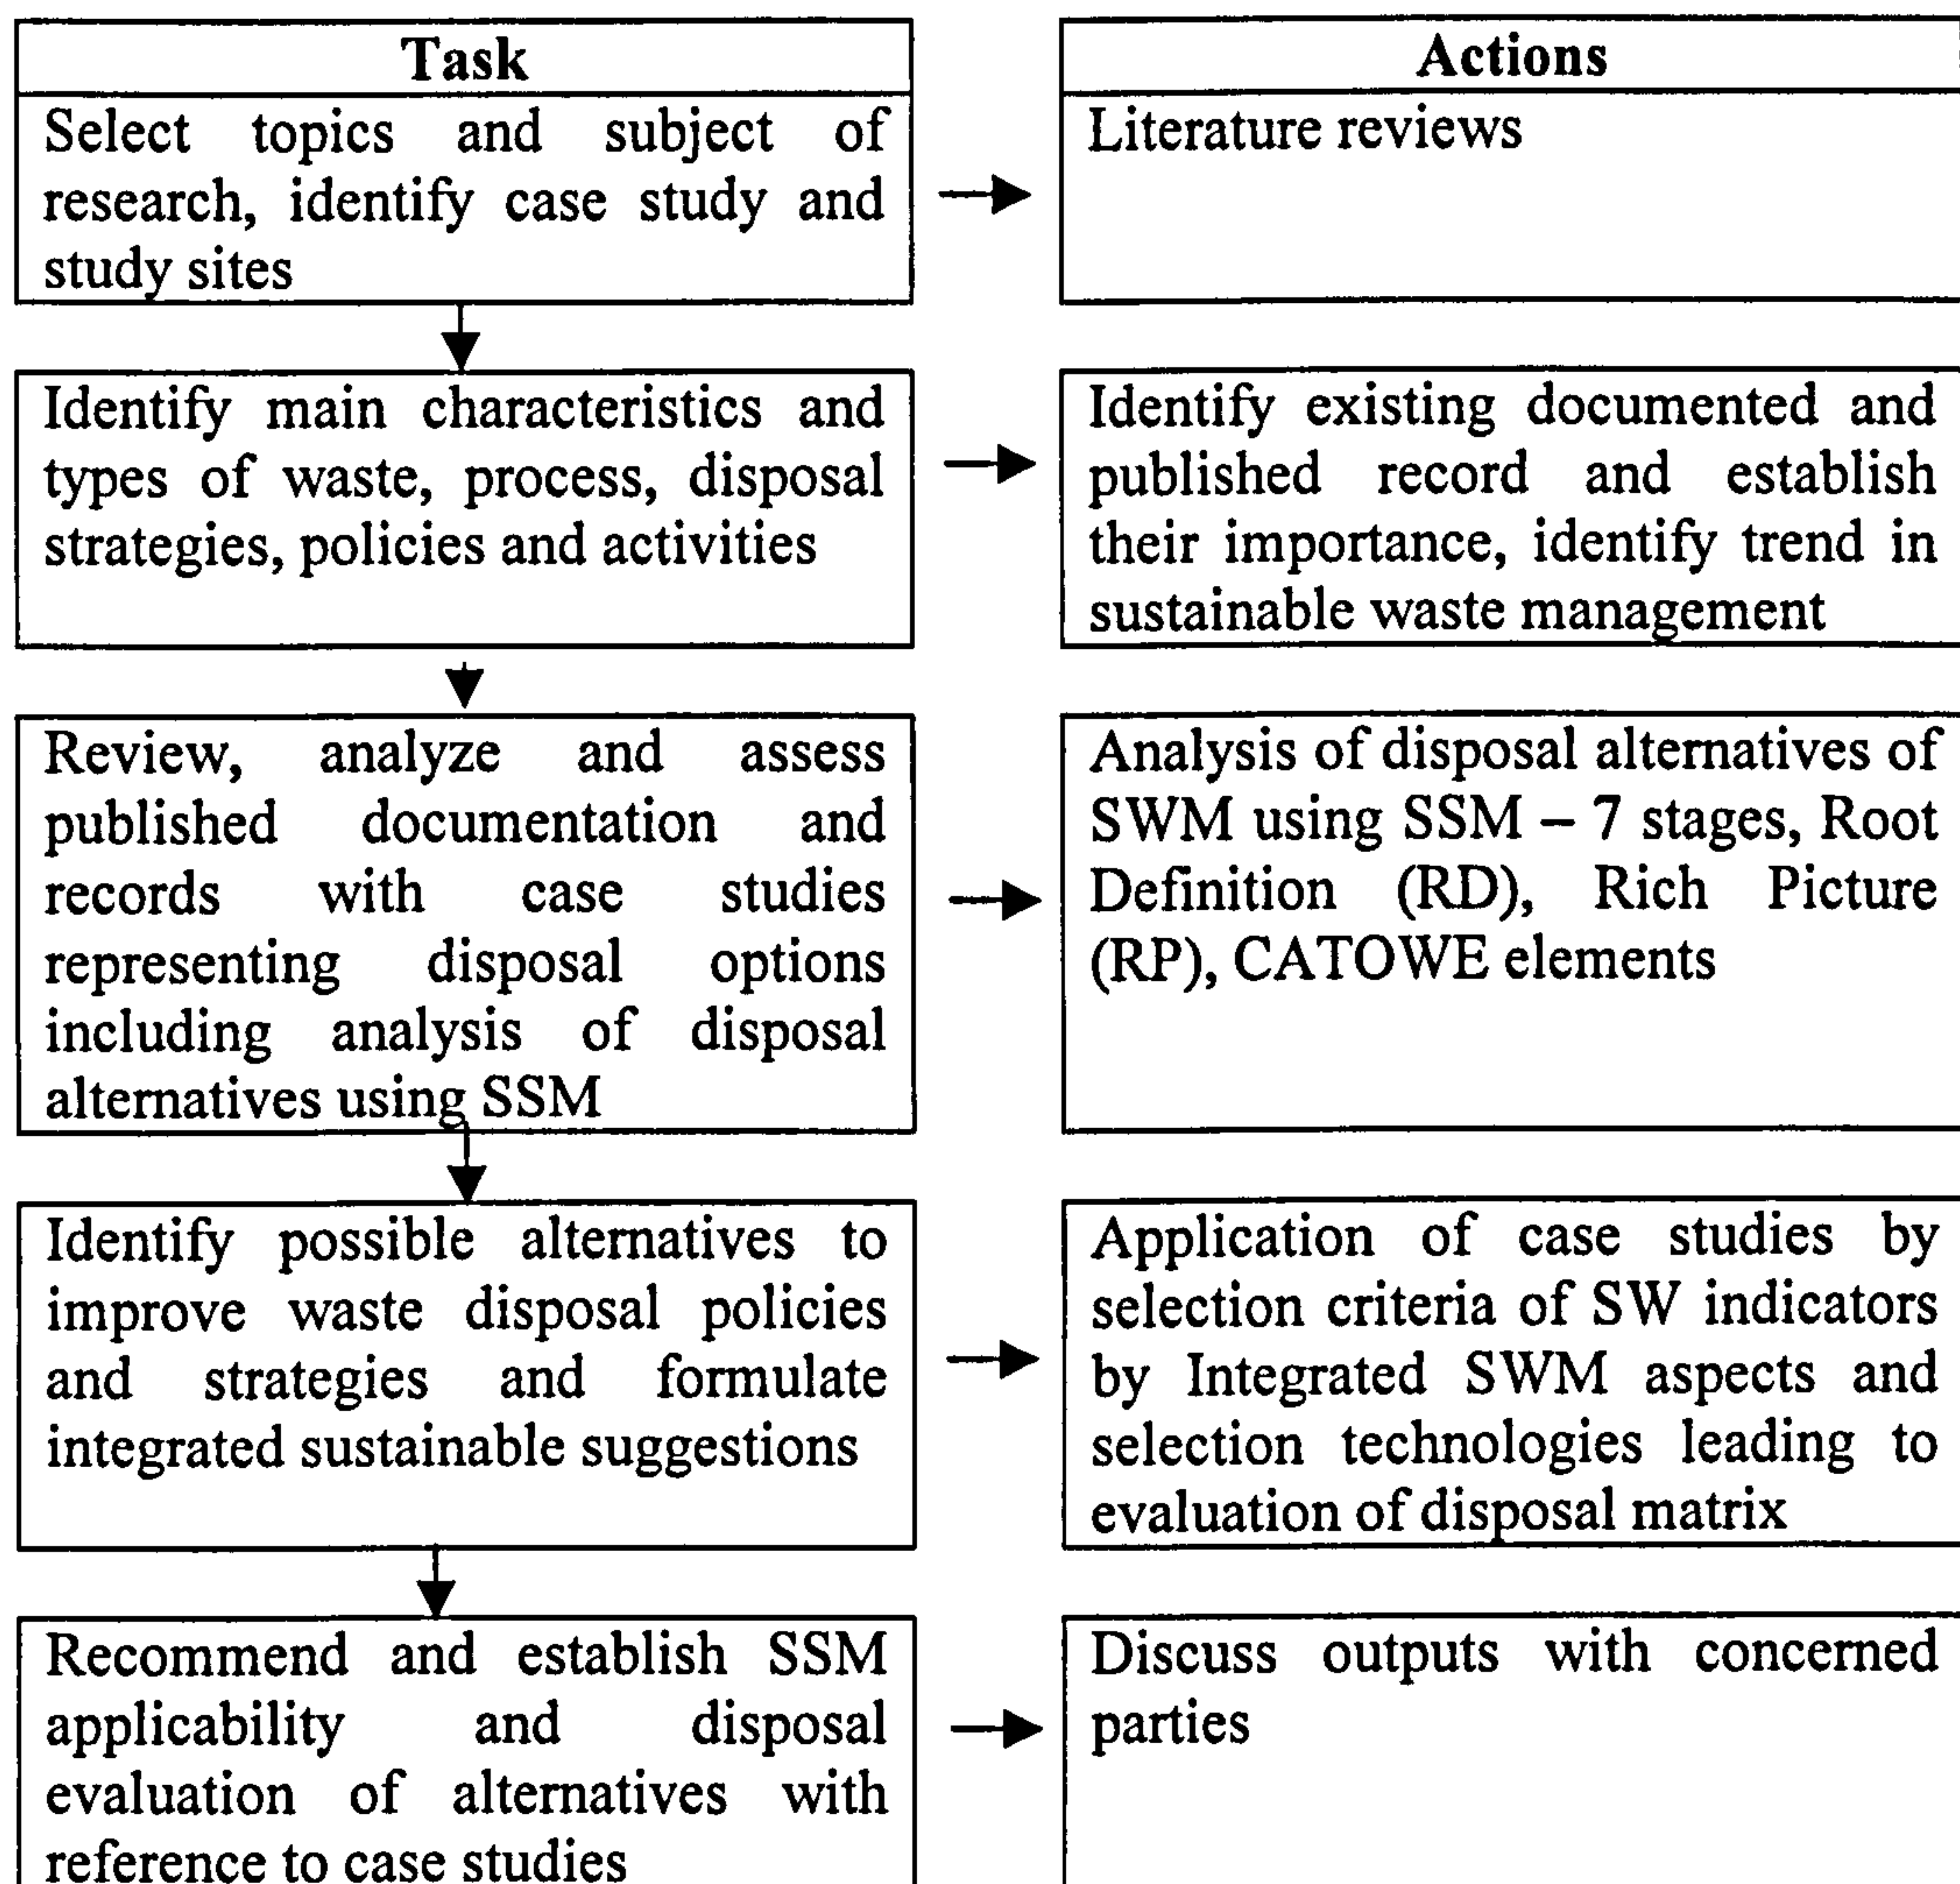 Task
Select topics and subject of
research, identify case study and
study sites
Actions
Literature reviews
Identify main characteristics and
types of waste, process, disposal
strategies, policies and activities
Identify existing documented and
published record and establish
their importance, identify trend in
sustainable waste management
Review, analyze and assess
published documentation and
records with case studies
representing disposal options
including analysis of disposal
alternatives using SSM
Analysis of disposal alternatives of
SWM using SSM – 7 stages, Root
Definition (RD), Rich Picture
(RP), CATOWE elements
Identify possible alternatives to
improve waste disposal policies
and strategies and formulate
integrated sustainable suggestions
Application of case studies by
selection criteria of SW indicators
by Integrated SWM aspects and
selection technologies leading to
evaluation of disposal matrix
Recommend and establish SSM
applicability and disposal
evaluation of alternatives with
reference to case studies
Discuss outputs with concerned
parties